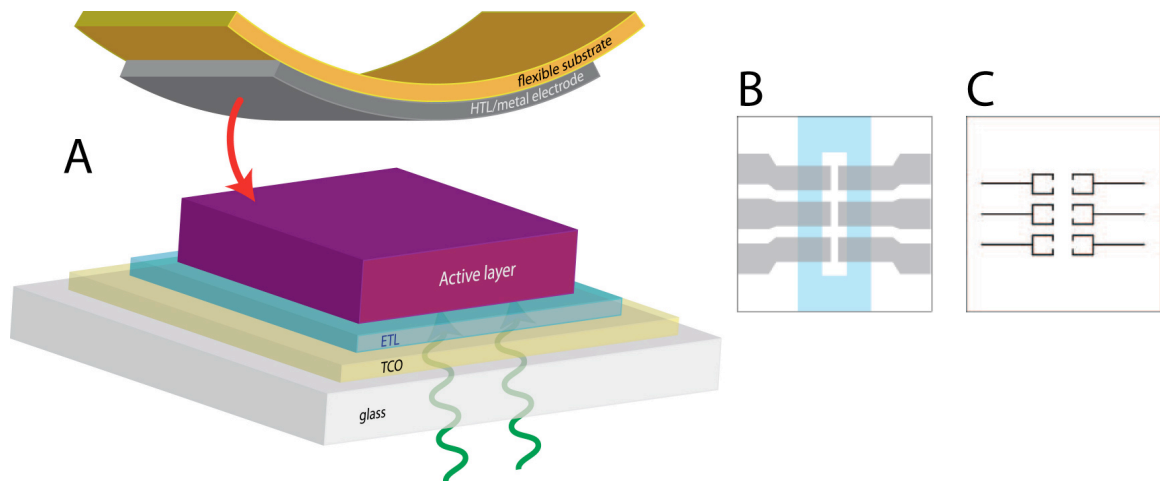 flexible substrate
HTL/metal electrode
A
B
C
Active layer
ETL
TCO
glass